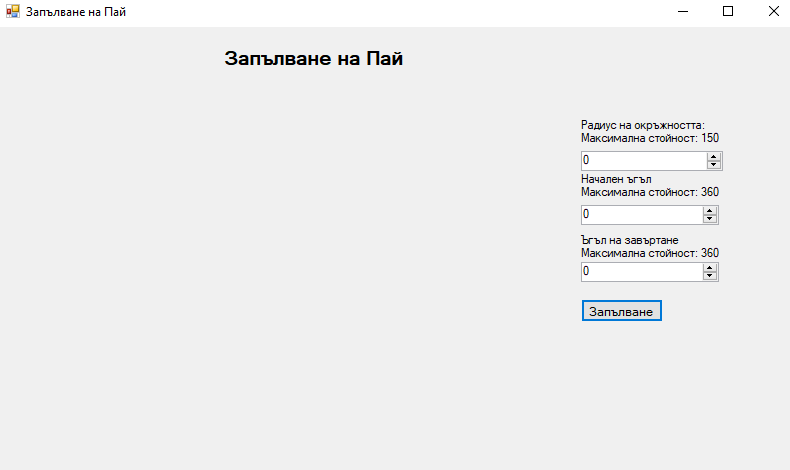 Запълване на Пай
Запълване на Пай
Радиус на окръжността:
Максимална стойност: 150
0
Начален ъгъл
Максимална стойност: 360
0
Ъгъл на завъртане
Максимална стойност: 360
0
Запълване